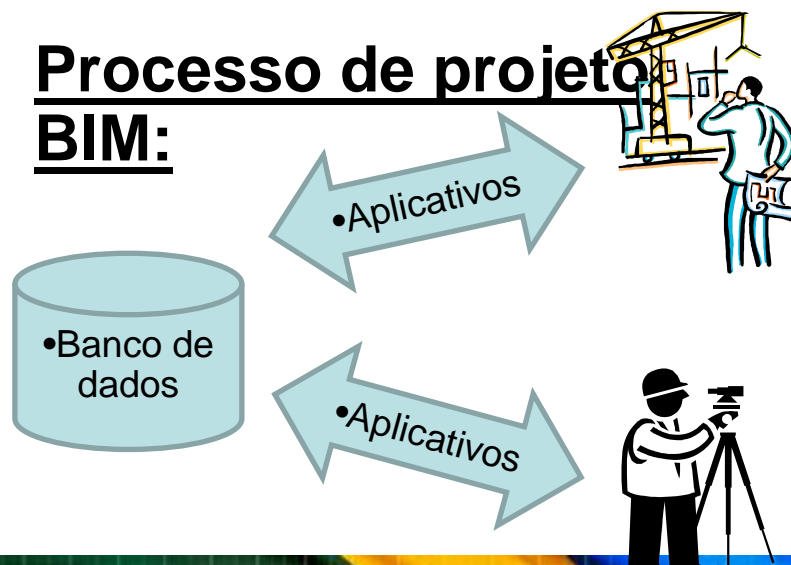 Processo de projeto
BIM:
•Aplicativos
•Banco de
dados
•Aplicativos